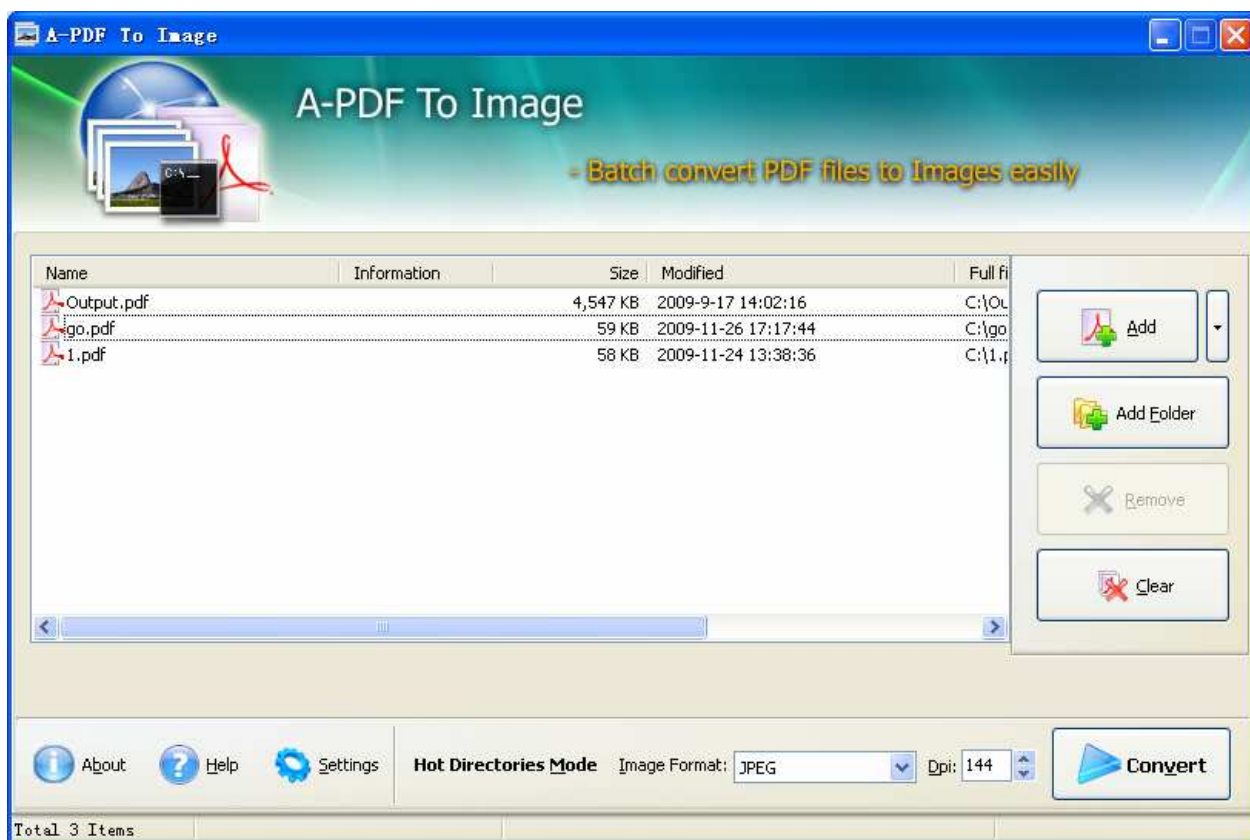 A-PDF To Image
A-PDF To Image
- Batch convert PDF files to Images easily
C:\_
Name Information Size Modified Full fi
Output.pdf 4,547 KB 2009-9-17 14:02:16 C:\Ou
go.pdf 59 KB 2009-11-26 17:17:44 C:\go
1.pdf 58 KB 2009-11-24 13:38:36 C:\1.p
Add
Add Folder
Remove
Clear
About Help Settings Hot Directories Mode Image Format: JPEG Dpi: 144 Convert
Total 3 Items